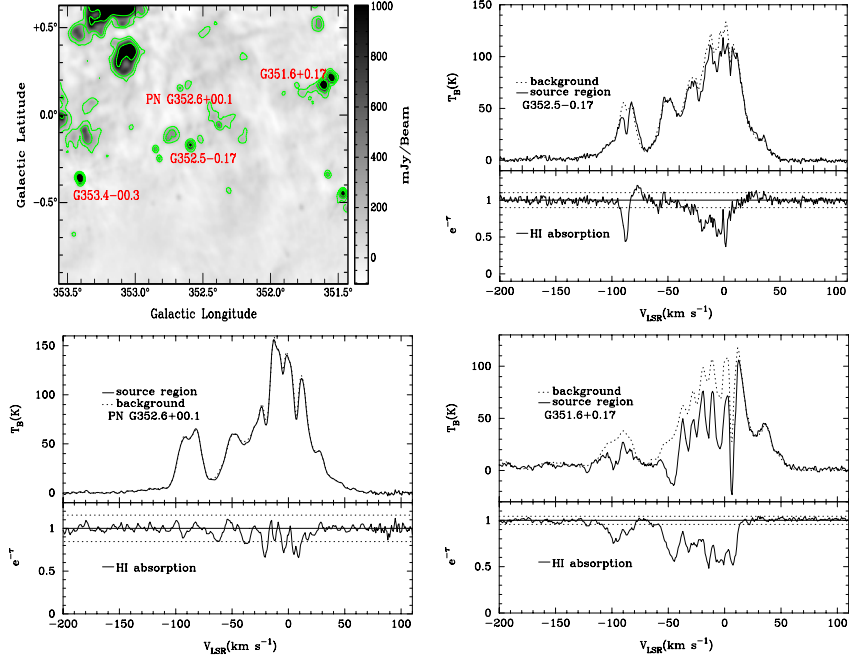 +0.5°
0.0°
−0.5°
Galactic Latitude
353.5°
353.0°
352.5°
352.0°
351.5°
Galactic Longitude
G351.6+0.17
PN G352.6+00.1
G352.5−0.17
G353.4−00.3
1000
800
600
400
200
0
mJy/Beam
150
100
50
0
T_B(K)
background
source region
G352.5−0.17
1
0.5
0
e^−τ
HI absorption
−200
−100
0
100
V_LSR(km s⁻¹)
150
100
50
0
T_B(K)
source region
background
PN G352.6+00.1
1
0.5
0
e^−τ
HI absorption
−200
−150
−100
−50
0
50
100
V_LSR(km s⁻¹)
100
50
0
T_B(K)
background
source region
G351.6+0.17
1
0.5
0
e^−τ
HI absorption
−200
−150
−100
−50
0
50
100
V_LSR(km s⁻¹)